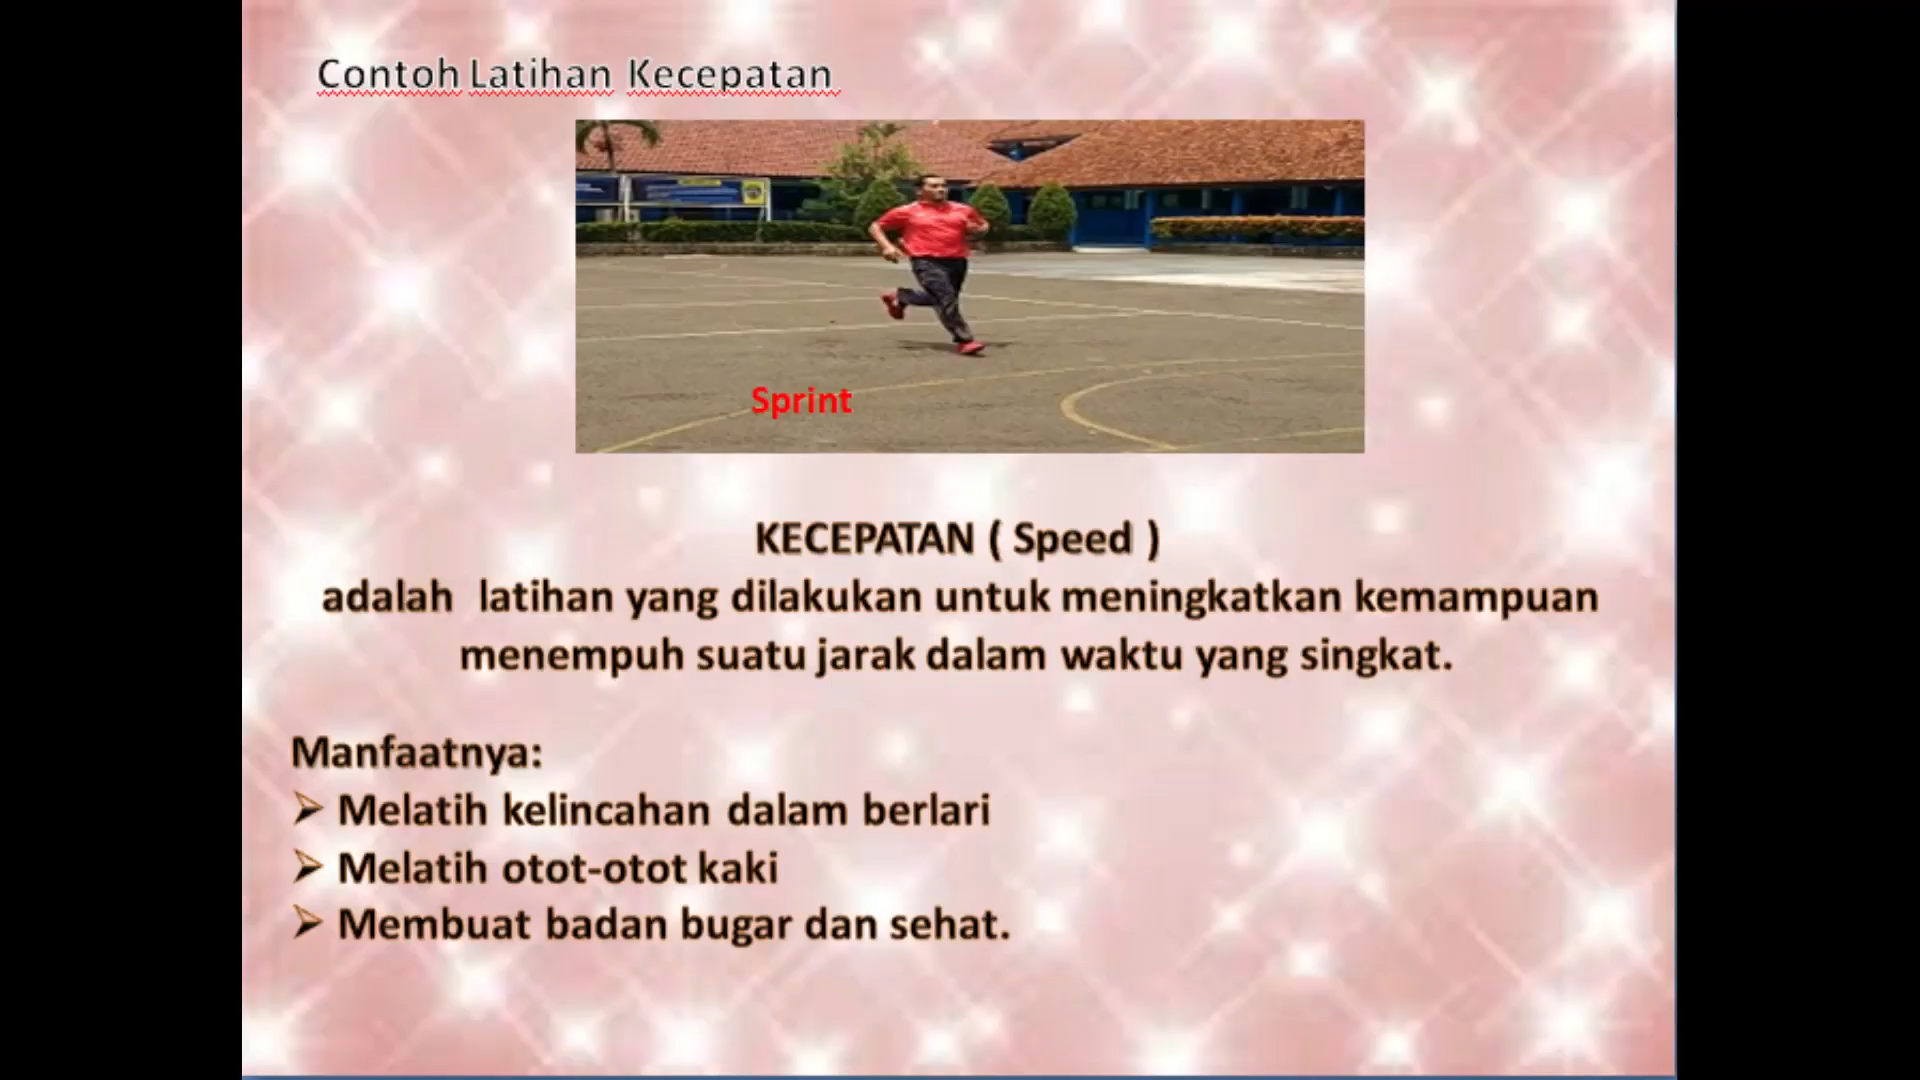 Contoh Latihan Kecepatan
Sprint
KECEPATAN ( Speed )
adalah latihan yang dilakukan untuk meningkatkan kemampuan
menempuh suatu jarak dalam waktu yang singkat.
Manfaatnya:
➢ Melatih kelincahan dalam berlari
➢ Melatih otot-otot kaki
➢ Membuat badan bugar dan sehat.